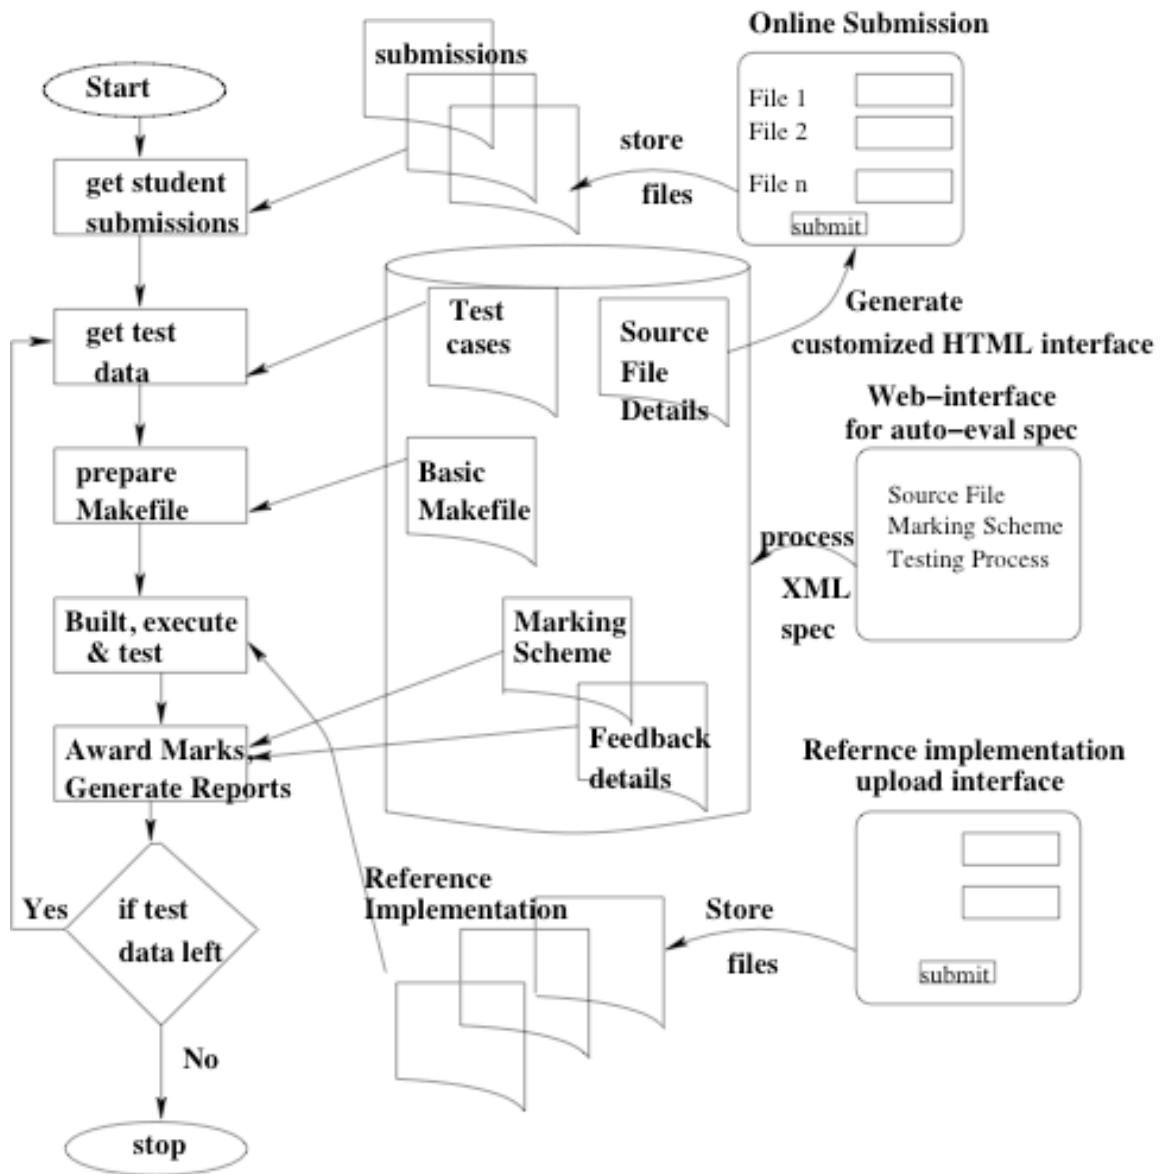 Online Submission
submissions
Start
File 1
File 2
store
files
File n
submit
get student
submissions
Generate
customized HTML interface
Test
cases
Source
File
Details
get test
data
Web-interface
for auto-eval spec
Source File
Marking Scheme
Testing Process
prepare
Makefile
Basic
Makefile
process
XML
spec
Built, execute
& test
Marking
Scheme
Award Marks,
Generate Reports
Feedback
details
Refernce implementation
upload interface
submit
Reference
Implementation
Store
files
Yes
if test
data left
No
stop